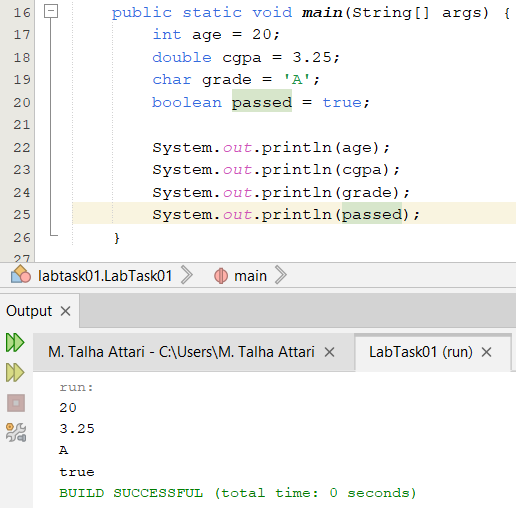 16 public static void main(String[] args) {
17 int age = 20;
18 double cgpa = 3.25;
19 char grade = 'A';
20 boolean passed = true;
21
22 System.out.println(age);
23 System.out.println(cgpa);
24 System.out.println(grade);
25 System.out.println(passed);
26 }
27
labtask01.LabTask01 main
Output
M. Talha Attari - C:\Users\M. Talha Attari LabTask01 (run)
run:
20
3.25
A
true
BUILD SUCCESSFUL (total time: 0 seconds)